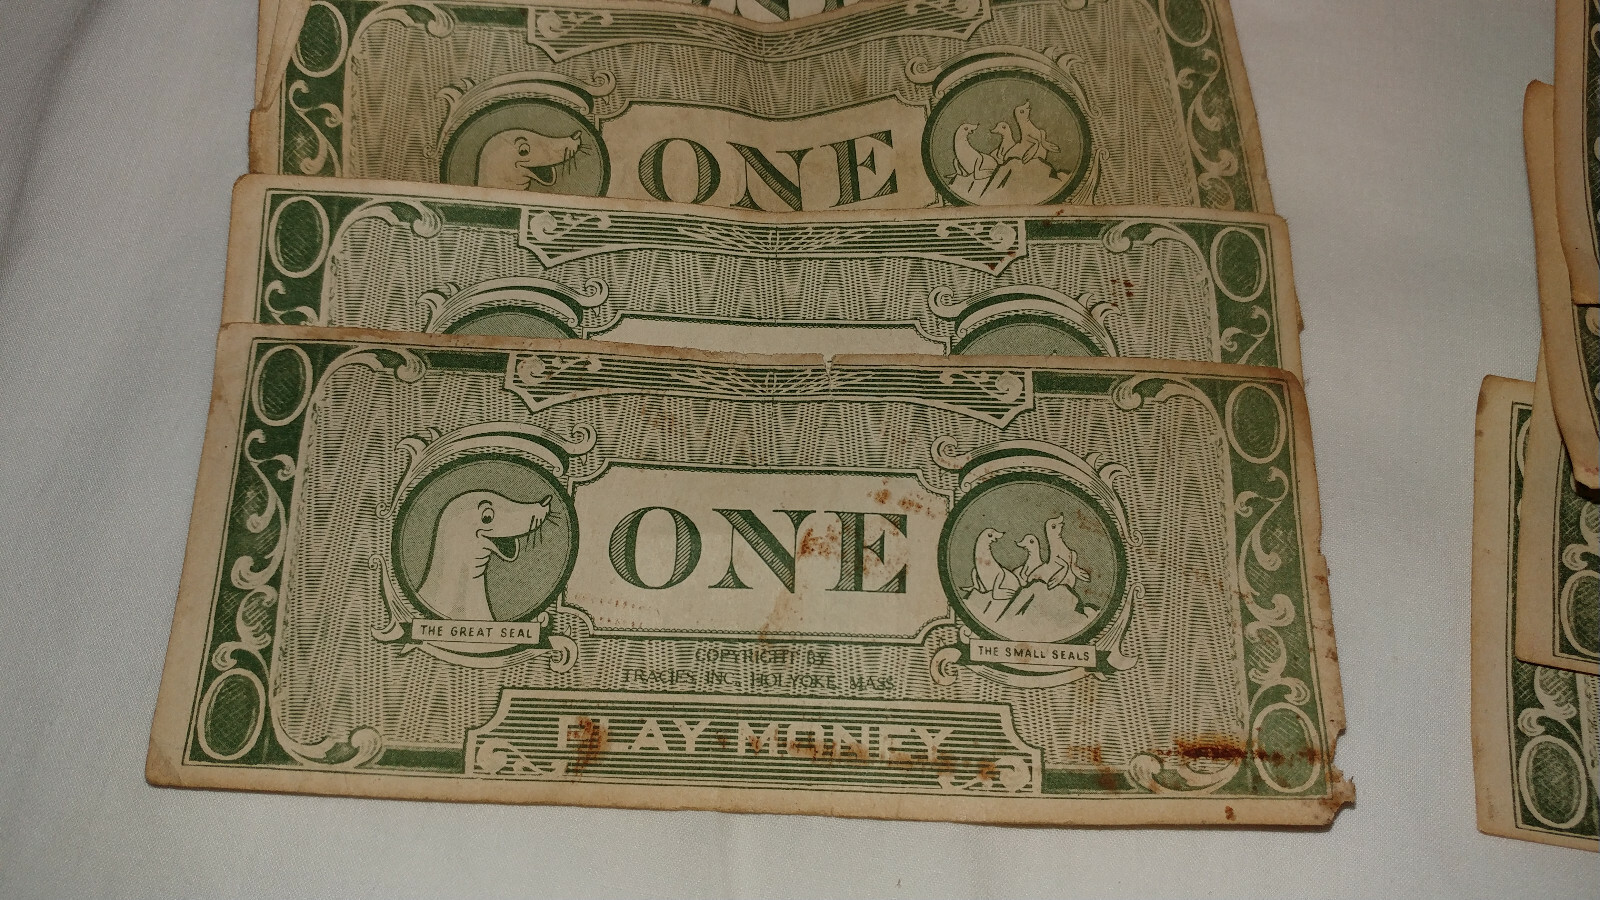 ONE
ONE
THE GREAT SEAL
THE SMALL SEALS
COPYRIGHT BY
TRACIES INC. HOLYOKE, MASS.
PLAY MONEY